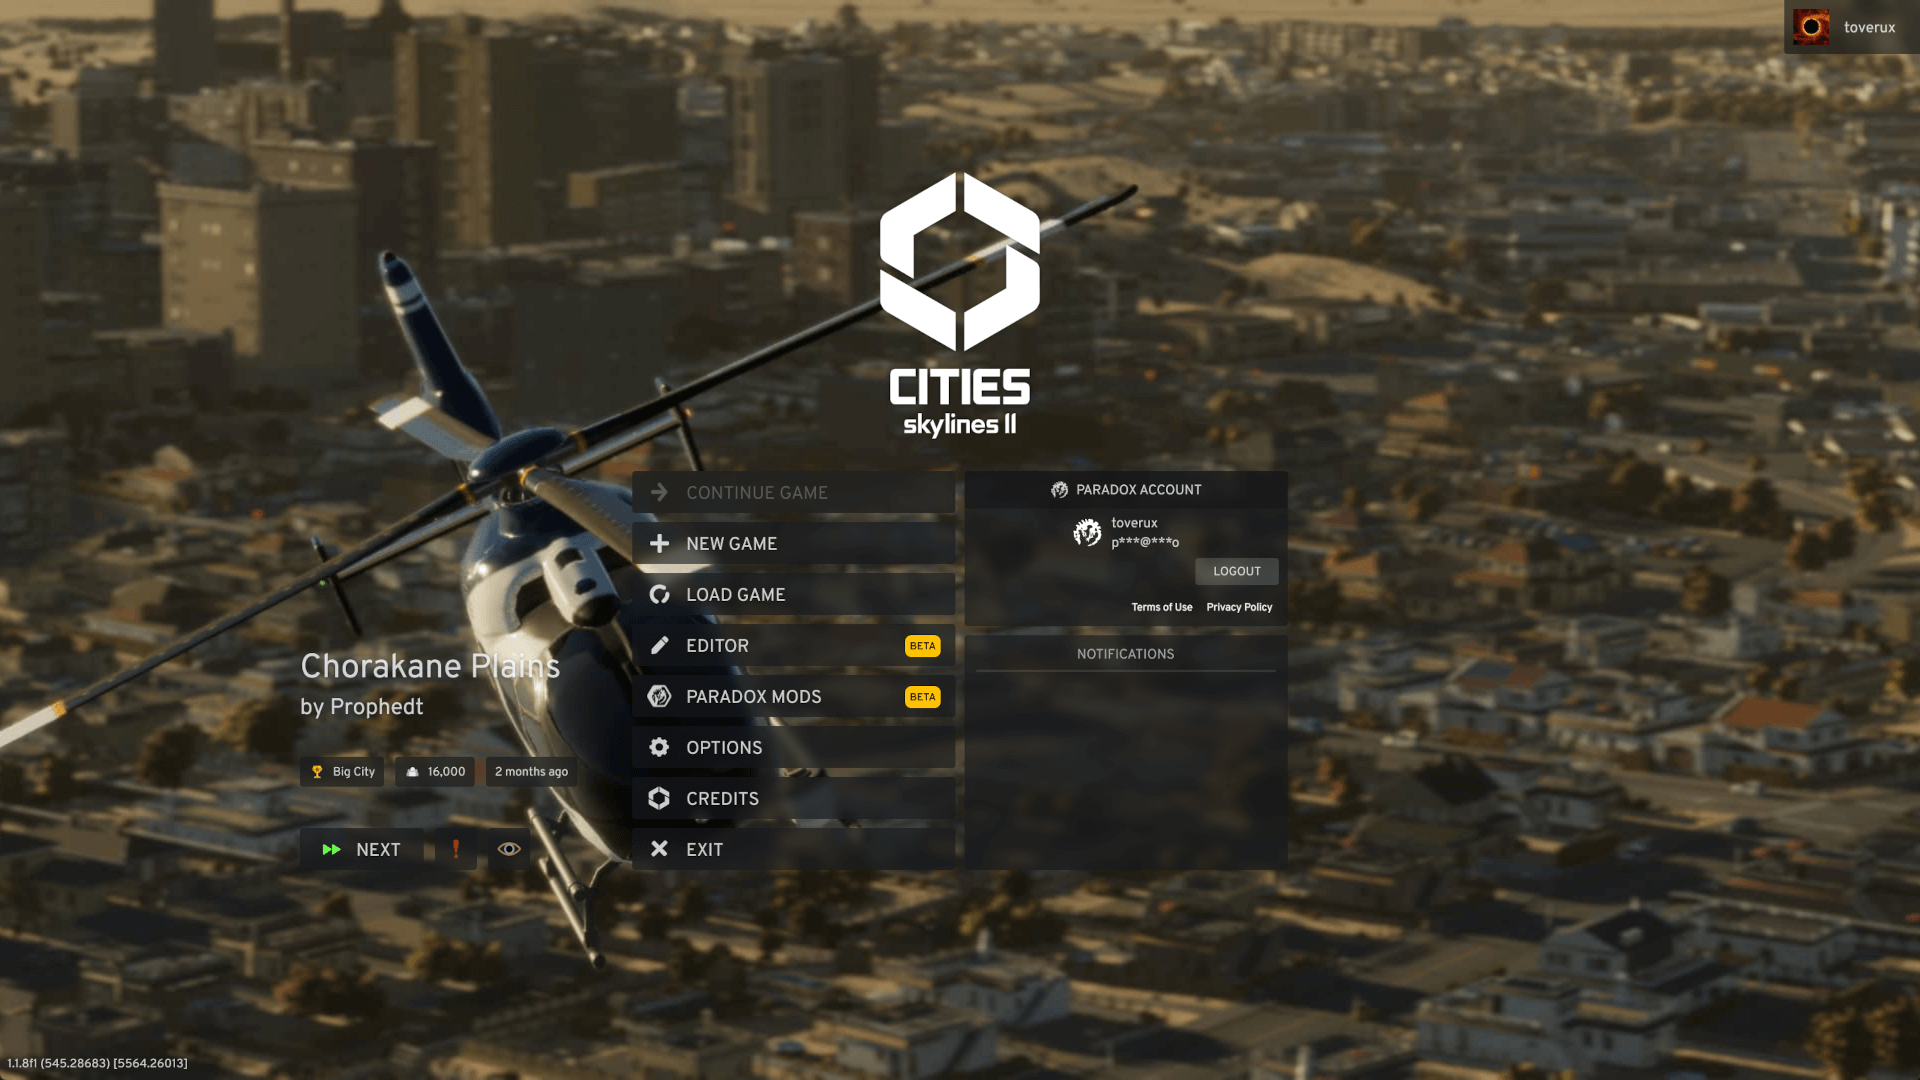 toverux
CITIES
skylines II
CONTINUE GAME
NEW GAME
LOAD GAME
EDITOR
BETA
PARADOX MODS
BETA
OPTIONS
CREDITS
EXIT
PARADOX ACCOUNT
toverux
p***@***o
LOGOUT
Terms of Use Privacy Policy
NOTIFICATIONS
Chorakane Plains
by Prophedt
Big City 16,000 2 months ago
NEXT
1.1.8f1 (545.28683) [5564.26013]